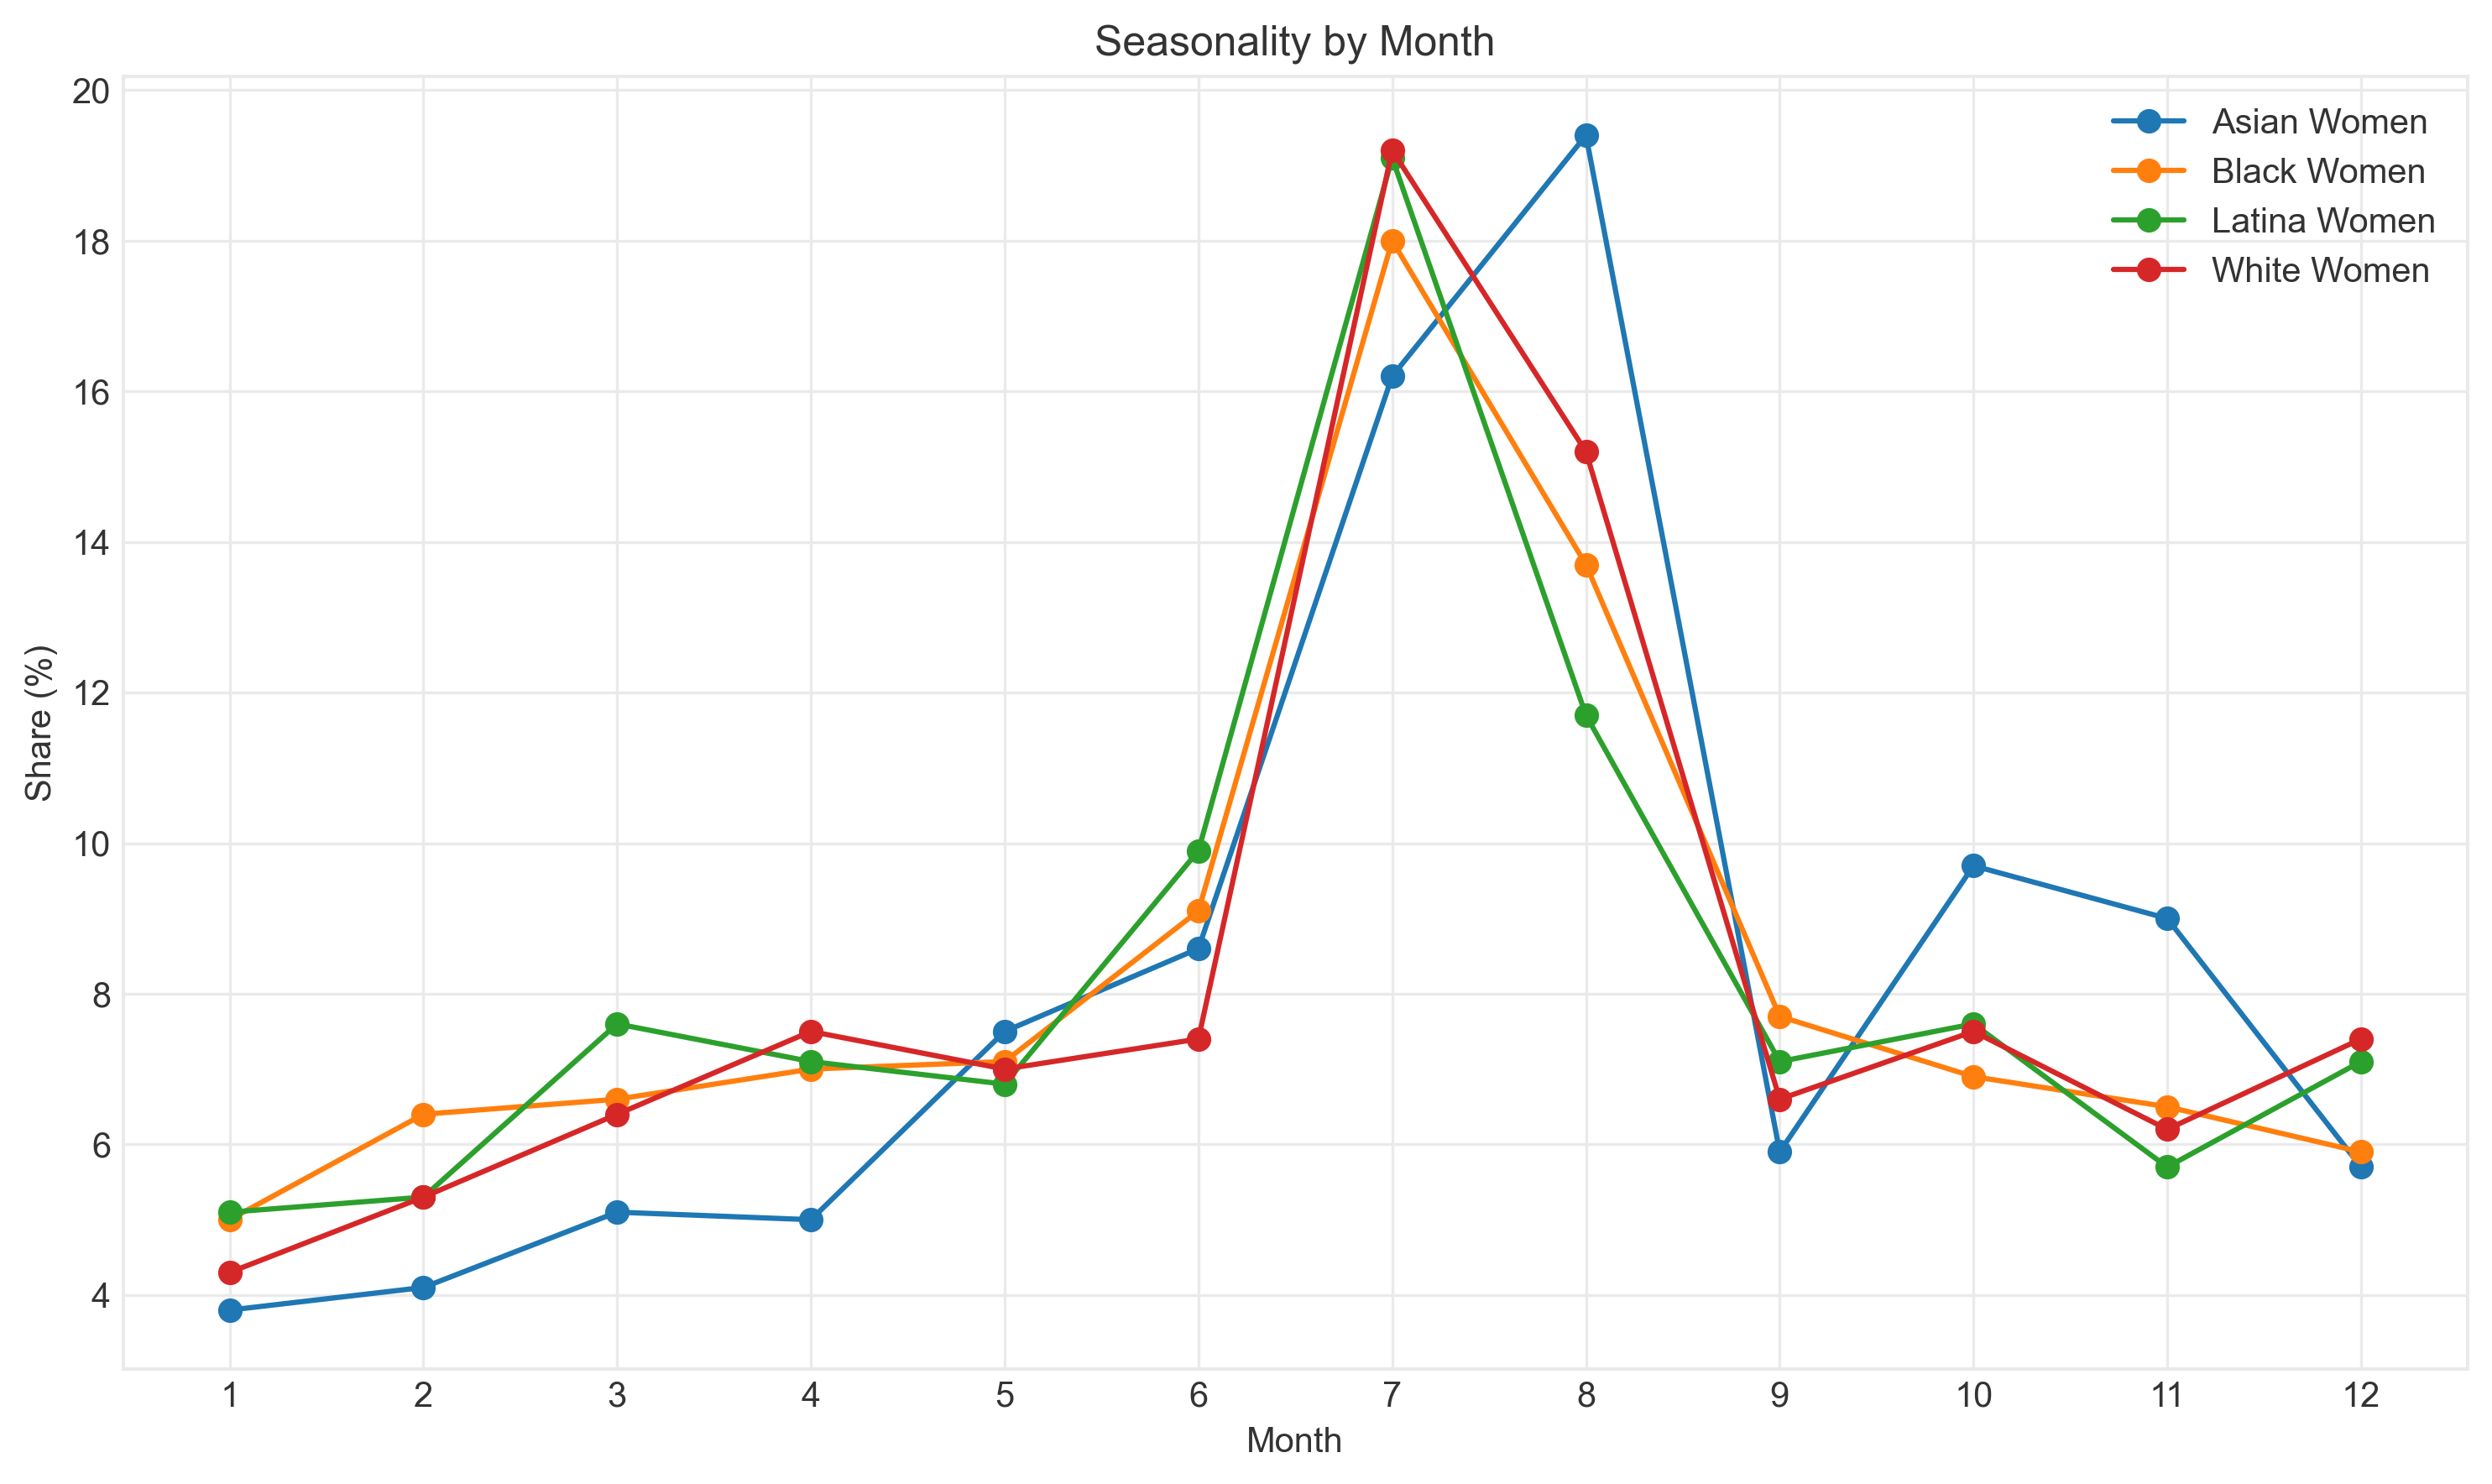 Seasonality by Month
Share (%)
20
18
16
14
12
10
8
6
4
Asian Women
Black Women
Latina Women
White Women
1 2 3 4 5 6 7 8 9 10 11 12
Month